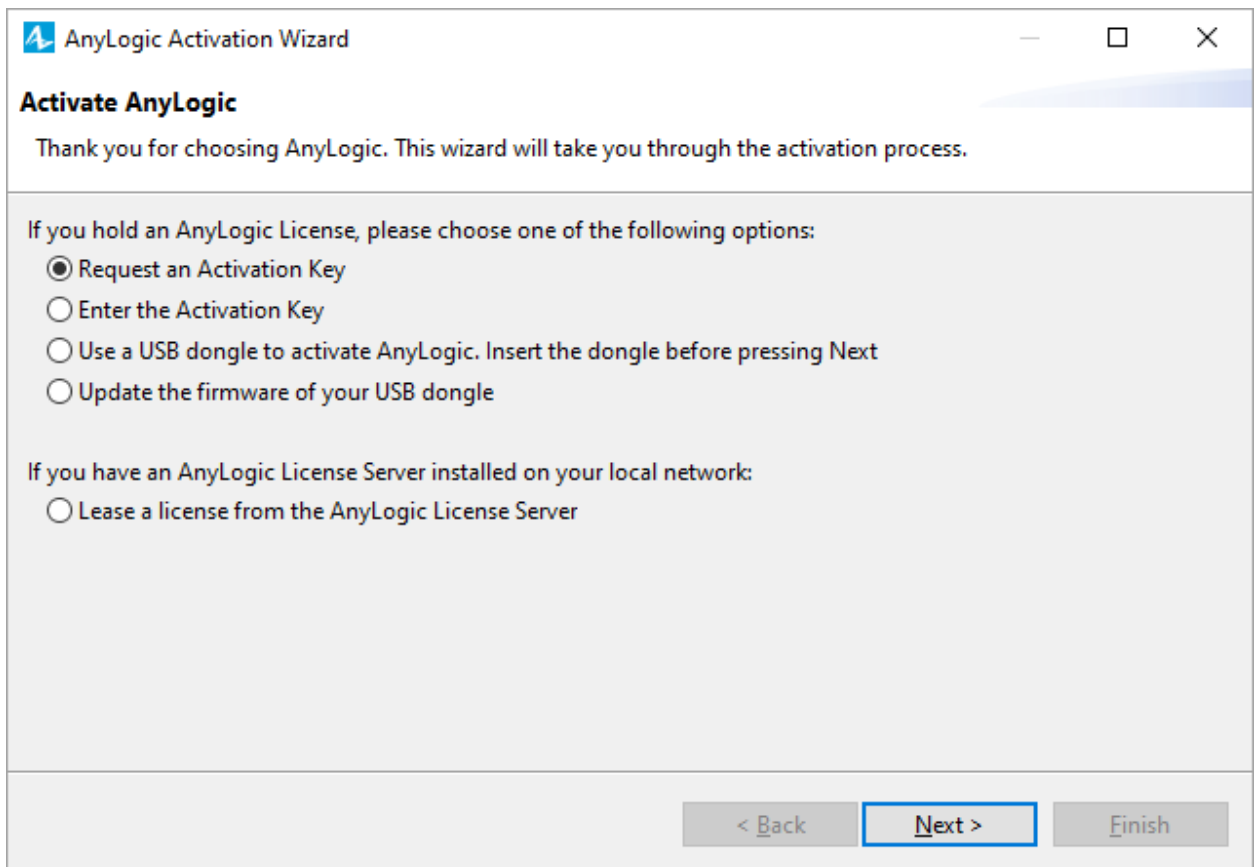 AnyLogic Activation Wizard
Activate AnyLogic
Thank you for choosing AnyLogic. This wizard will take you through the activation process.
If you hold an AnyLogic License, please choose one of the following options:
Request an Activation Key
Enter the Activation Key
Use a USB dongle to activate AnyLogic. Insert the dongle before pressing Next
Update the firmware of your USB dongle
If you have an AnyLogic License Server installed on your local network:
Lease a license from the AnyLogic License Server
< Back Next > Finish